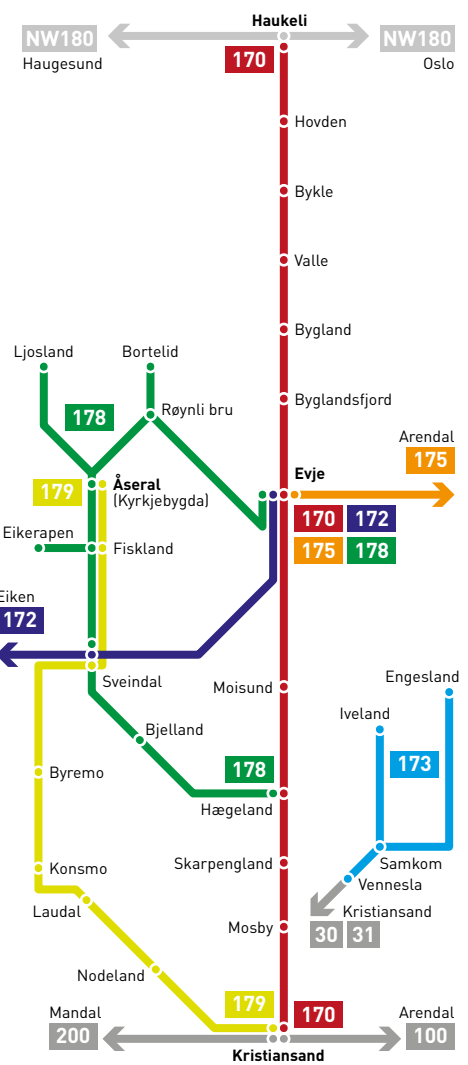 Haukeli
NW180
NW180
Haugesund
170
Oslo
Hovden
Bykle
Valle
Bygland
Ljosland
Bortelid
Byglandsfjord
178
Røynli bru
Arendal
175
Evje
179
Åseral
(Kyrkjebygda)
170
172
175
178
Eikerapen
Fiskland
Eiken
172
Sveindal
Moisund
Engesland
Iveland
Bjelland
173
178
Byremo
Hægeland
Skarpengland
Samkom
Vennesla
Konsmo
Laudal
Kristiansand
30
31
Mosby
Nodeland
179
170
Mandal
200
Arendal
100
Kristiansand